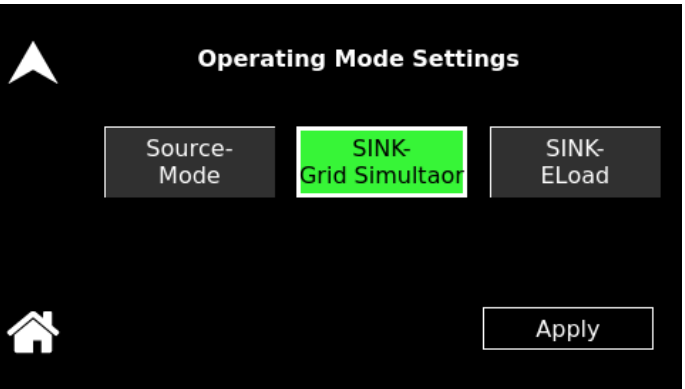 Operating Mode Settings
Source-
Mode
SINK-
Grid Simultaor
SINK-
ELoad
Apply